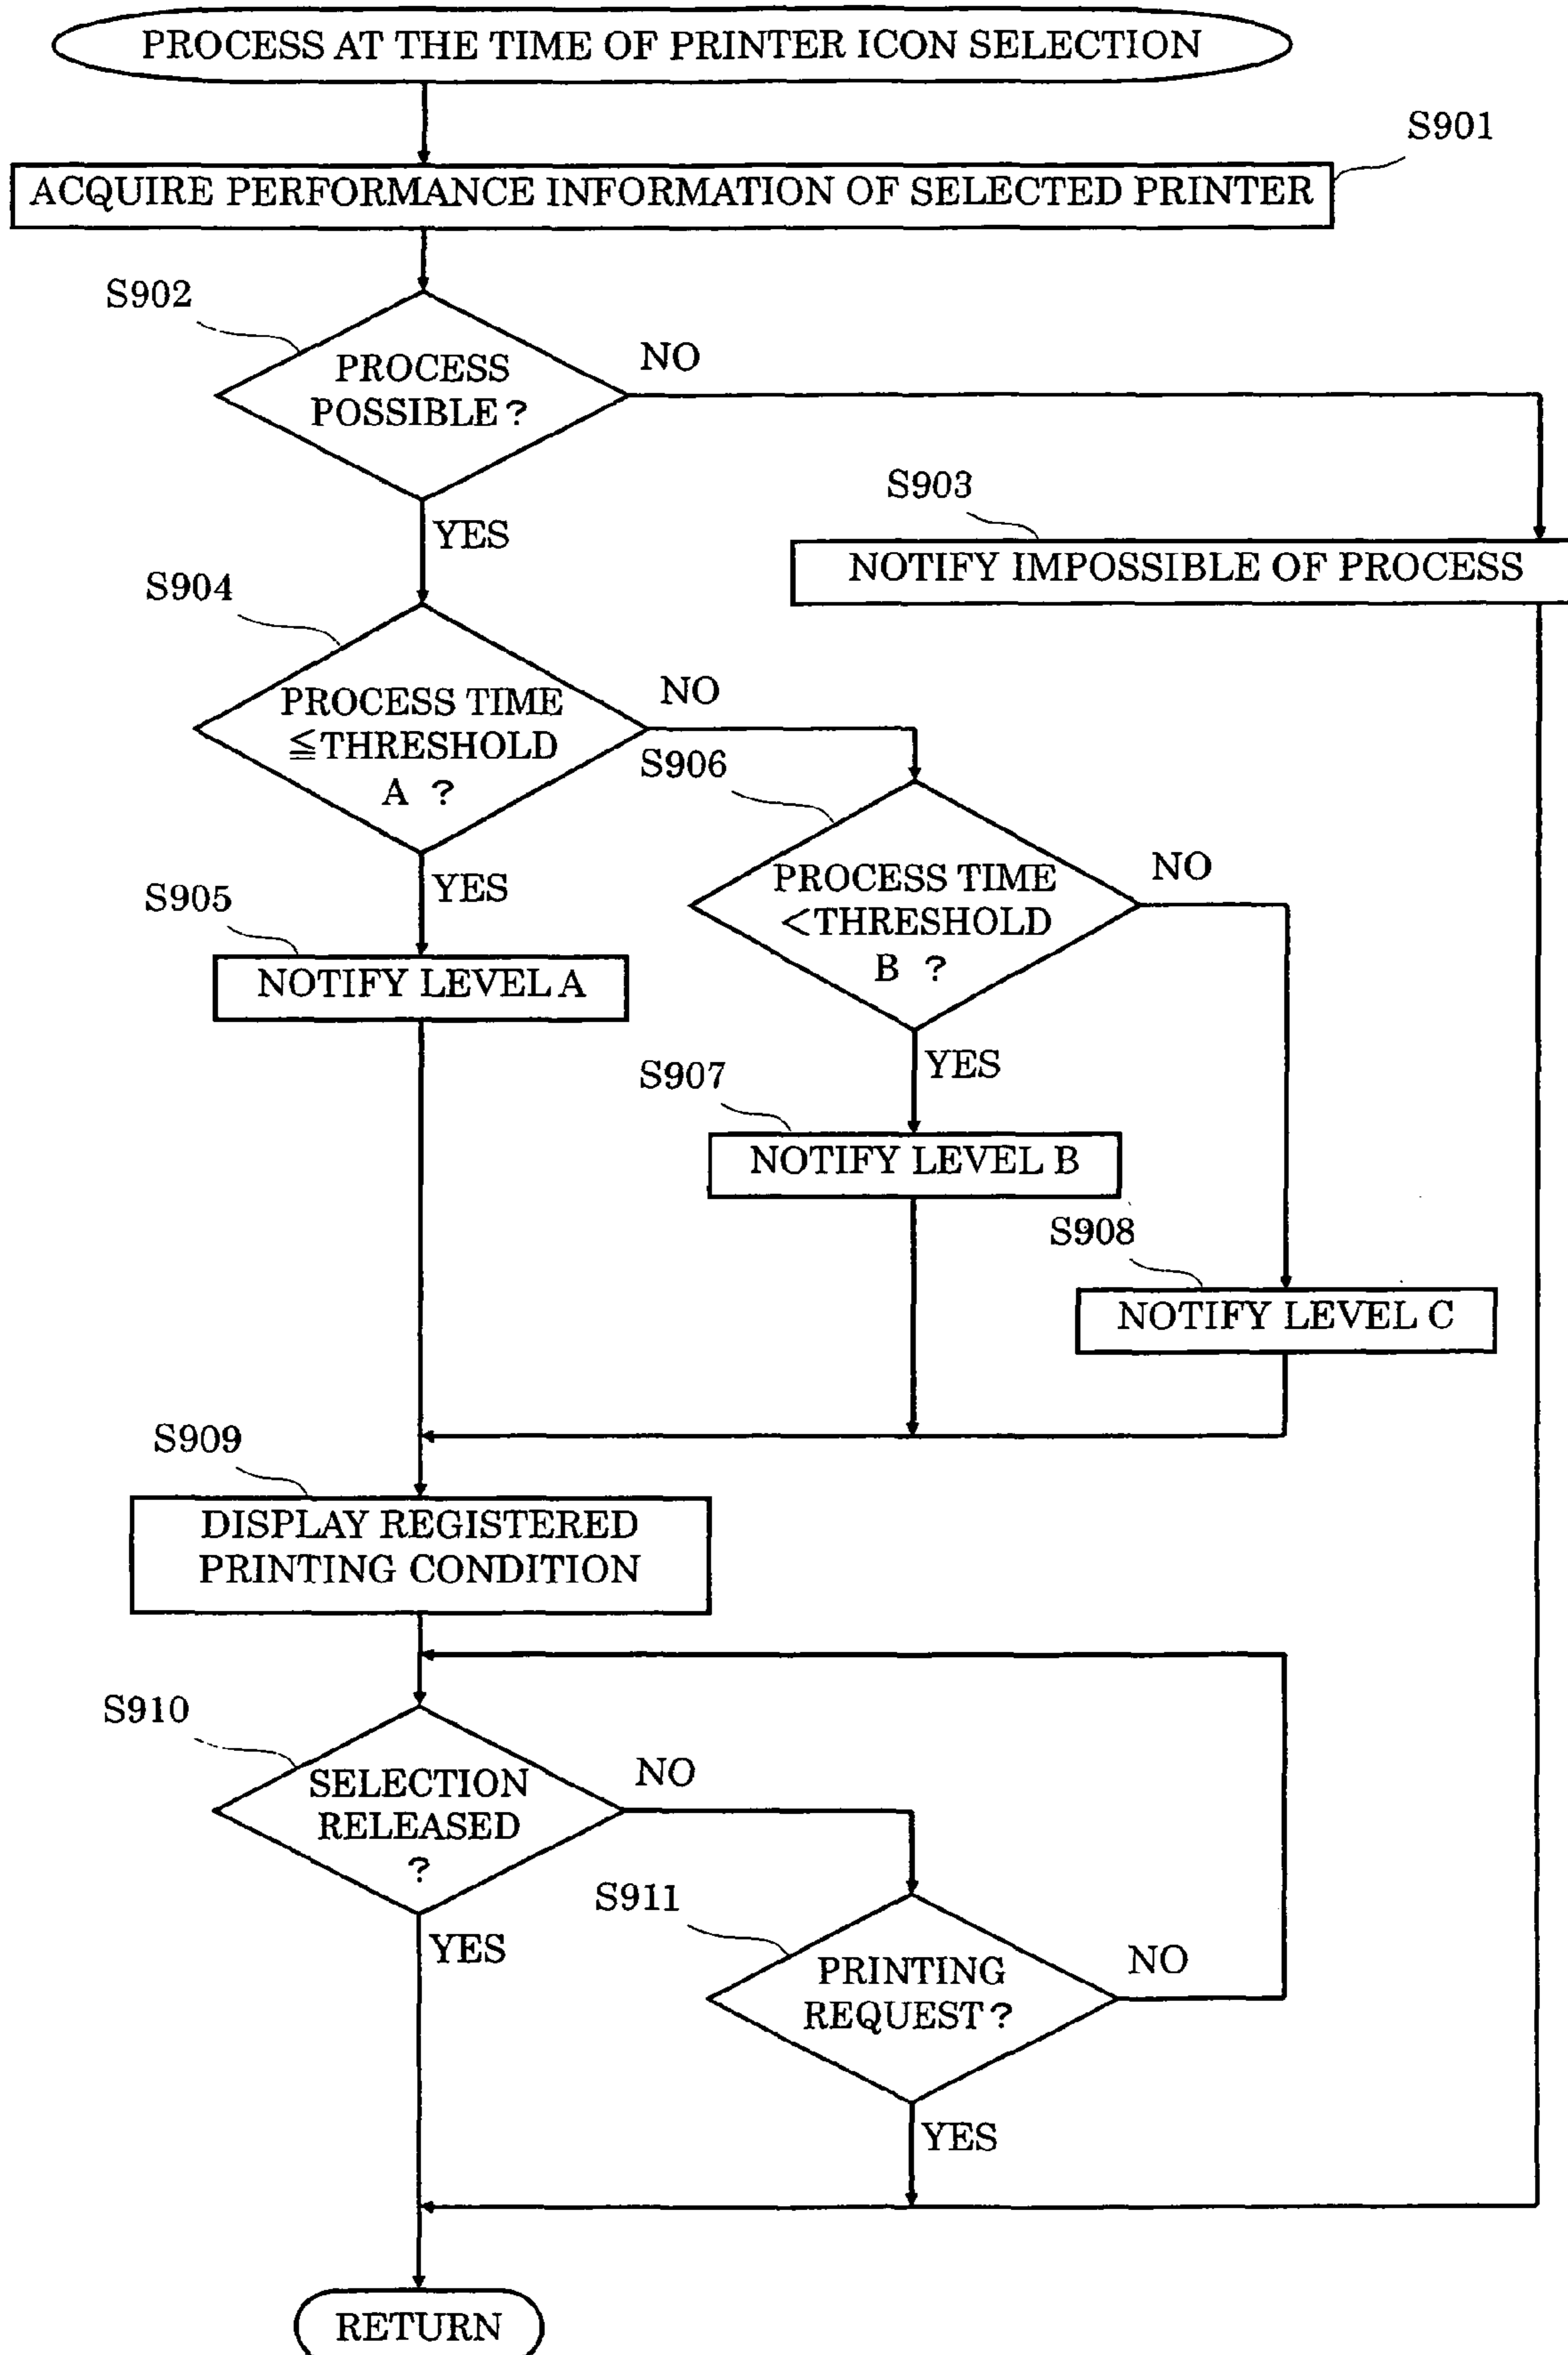 PROCESS AT THE TIME OF PRINTER ICON SELECTION
S901
ACQUIRE PERFORMANCE INFORMATION OF SELECTED PRINTER
S902
PROCESS
POSSIBLE?
NO
YES
S903
NOTIFY IMPOSSIBLE OF PROCESS
S904
PROCESS TIME
≦THRESHOLD
A ?
NO
YES
S905
NOTIFY LEVEL A
S906
PROCESS TIME
<THRESHOLD
B ?
NO
YES
S907
NOTIFY LEVEL B
S908
NOTIFY LEVEL C
S909
DISPLAY REGISTERED
PRINTING CONDITION
S910
SELECTION
RELEASED
?
NO
YES
S911
PRINTING
REQUEST?
NO
YES
RETURN